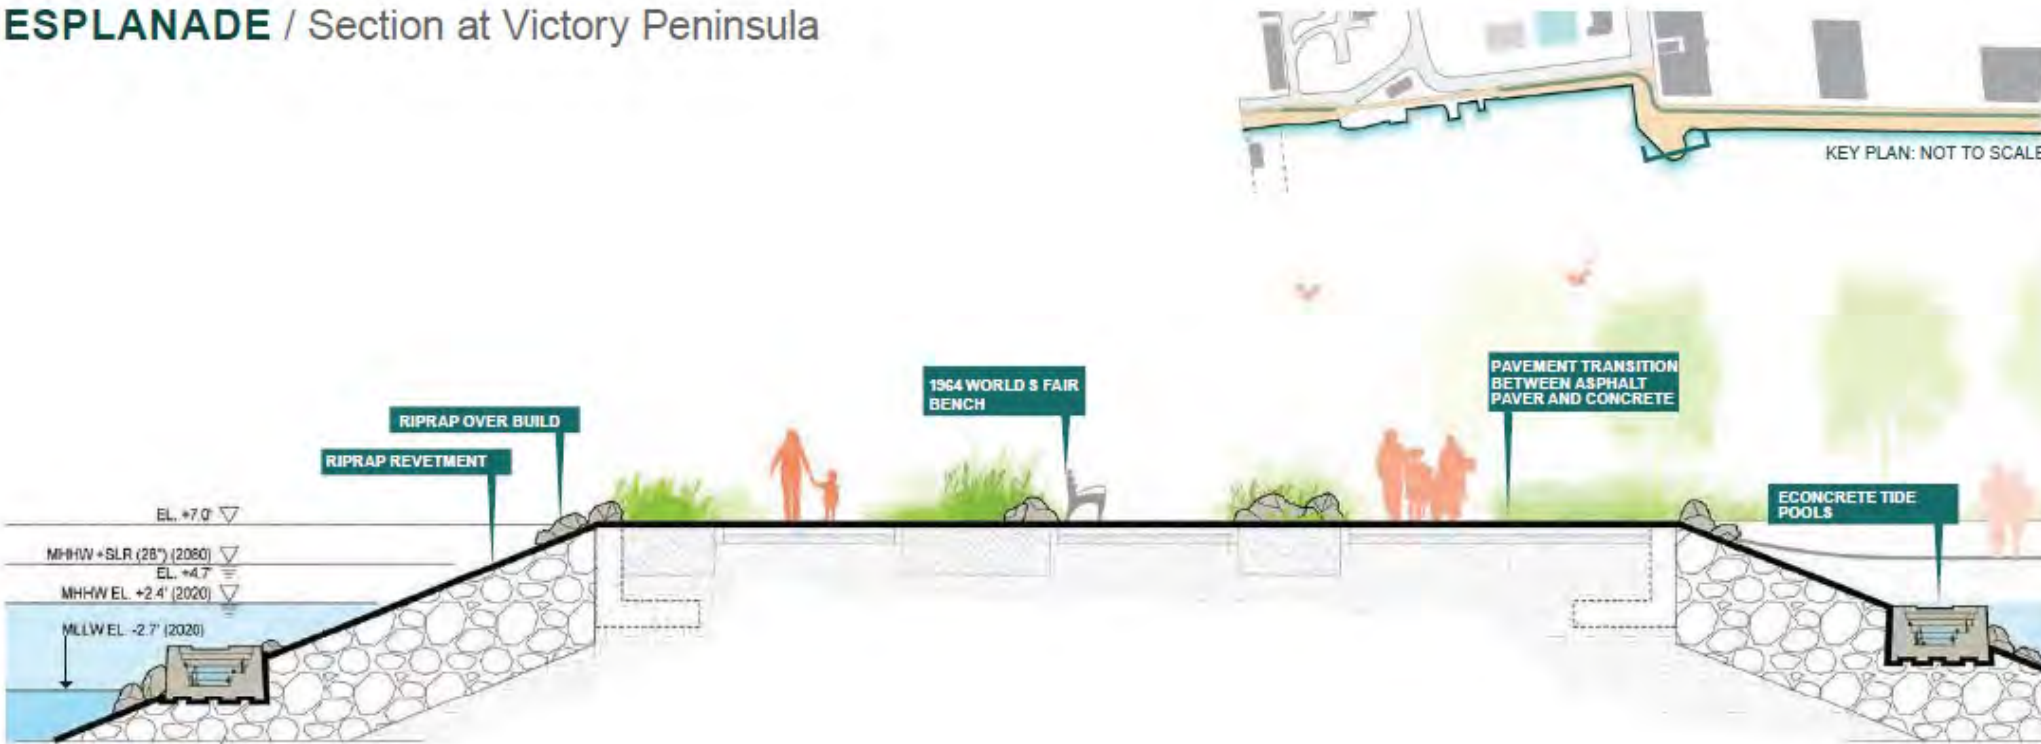 ESPLANADE / Section at Victory Peninsula
KEY PLAN: NOT TO SCALE
1964 WORLD S FAIR
BENCH
PAVEMENT TRANSITION
BETWEEN ASPHALT
PAVER AND CONCRETE
RIPRAP OVER BUILD
RIPRAP REVETMENT
ECONCRETE TIDE
POOLS
EL. +7.0'
MHHW +SLR (28") (2080)
EL. +4.7'
MHHW EL. +2.4' (2020)
MLLW EL. -2.7' (2020)